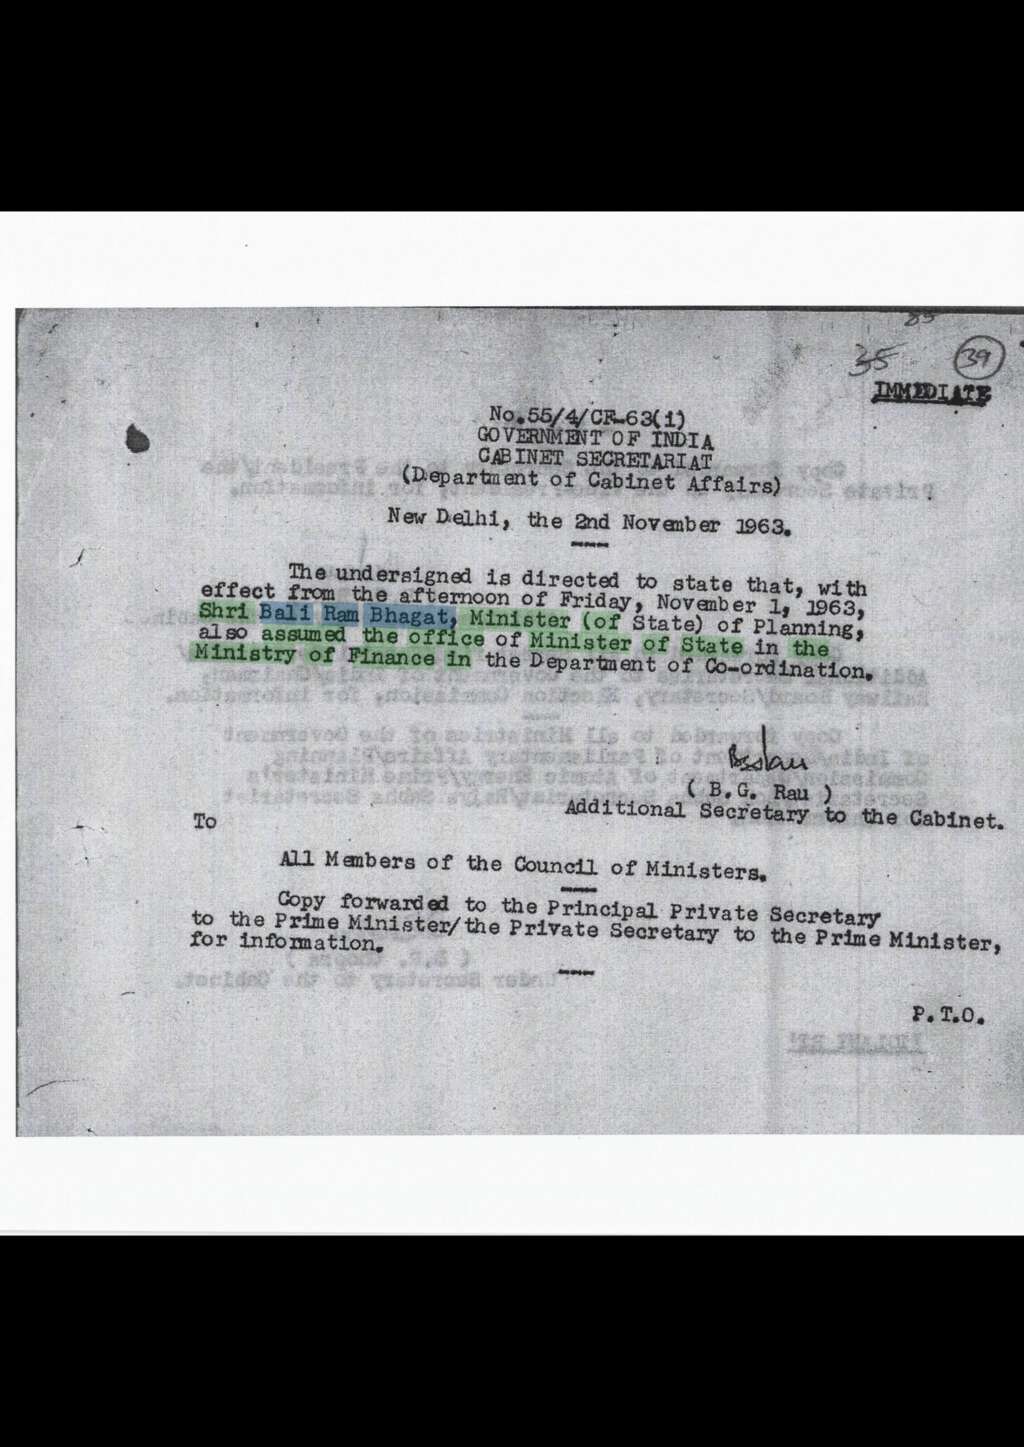 85
35 39
IMMEDIATE
No.55/4/CF-63(1)
GOVERNMENT OF INDIA
CABINET SECRETARIAT
(Department of Cabinet Affairs)
New Delhi, the 2nd November 1963.
The undersigned is directed to state that, with
effect from the afternoon of Friday, November 1, 1963,
Shri Bali Ram Bhagat, Minister (of State) of Planning,
also assumed the office of Minister of State in the
Ministry of Finance in the Department of Co-ordination.
( B.G. Rau )
Additional Secretary to the Cabinet.
To
All Members of the Council of Ministers.
Copy forwarded to the Principal Private Secretary
to the Prime Minister/the Private Secretary to the Prime Minister,
for information.
P.T.O.